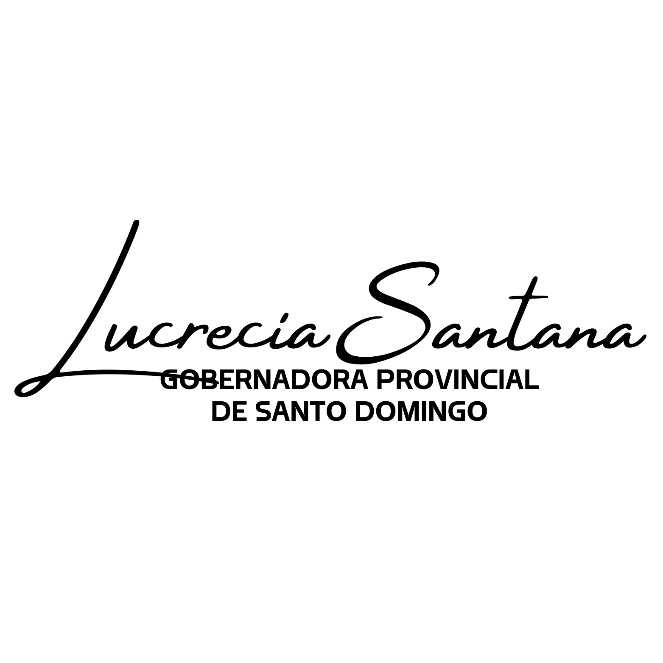 Lucrecia Santana
GOBERNADORA PROVINCIAL
DE SANTO DOMINGO